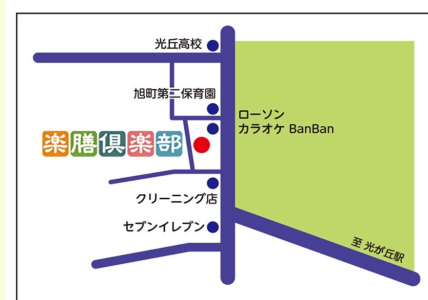 光丘高校
旭町第二保育園
ローソン
カラオケ BanBan
楽膳倶楽部
クリーニング店
セブンイレブン
至 光が丘駅